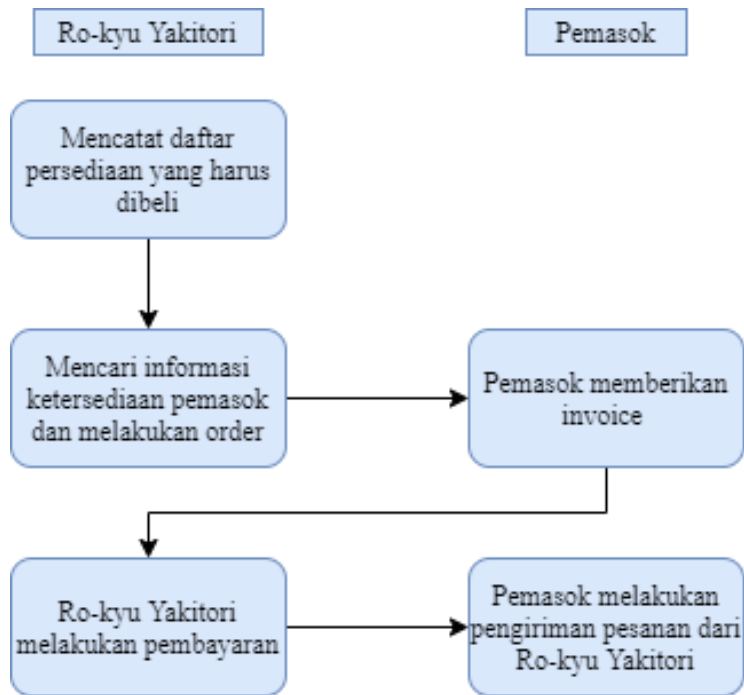 Ro-kyu Yakitori
Pemasok
Mencatat daftar
persediaan yang harus
dibeli
Mencari informasi
ketersediaan pemasok
dan melakukan order
Pemasok memberikan
invoice
Ro-kyu Yakitori
melakukan pembayaran
Pemasok melakukan
pengiriman pesanan dari
Ro-kyu Yakitori